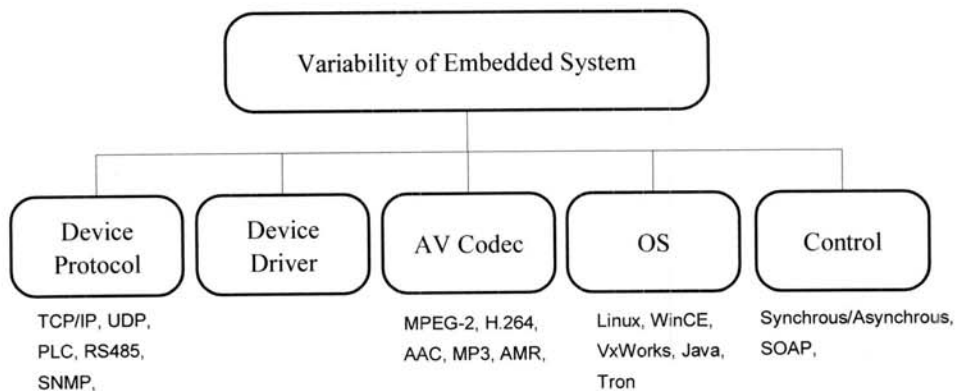 Variability of Embedded System
Device
Protocol
Device
Driver
AV Codec
OS
Control
TCP/IP, UDP,
PLC, RS485,
SNMP,
MPEG-2, H.264,
AAC, MP3, AMR,
Linux, WinCE,
VxWorks, Java,
Tron
Synchrous/Asynchrous,
SOAP,